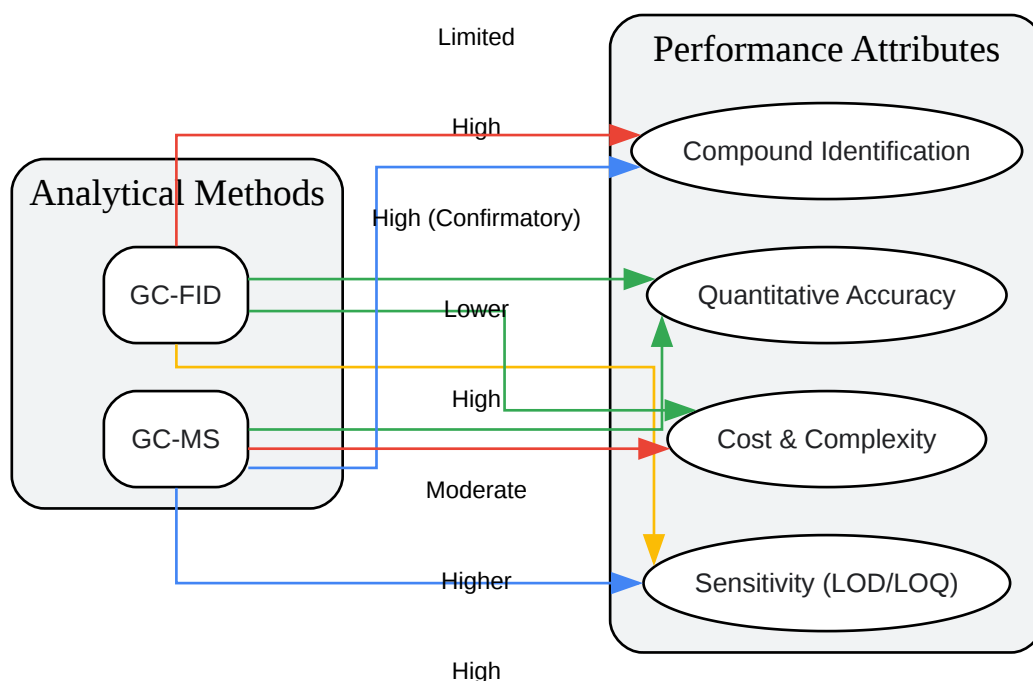 Limited
Performance Attributes
High
Compound Identification
Analytical Methods
High (Confirmatory)
GC-FID
Quantitative Accuracy
Lower
High
GC-MS
Cost & Complexity
Moderate
Higher
Sensitivity (LOD/LOQ)
High